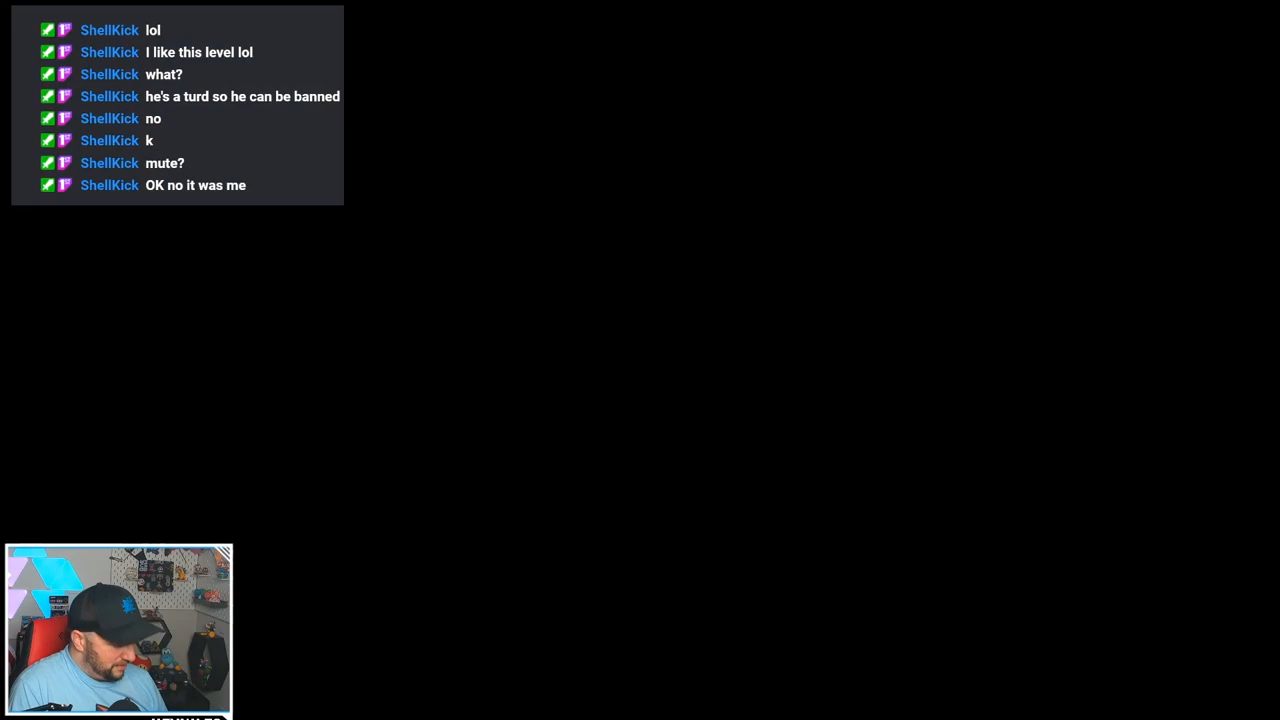 ShellKick lol
ShellKick I like this level lol
ShellKick what?
ShellKick he's a turd so he can be banned
ShellKick no
ShellKick k
ShellKick mute?
ShellKick OK no it was me